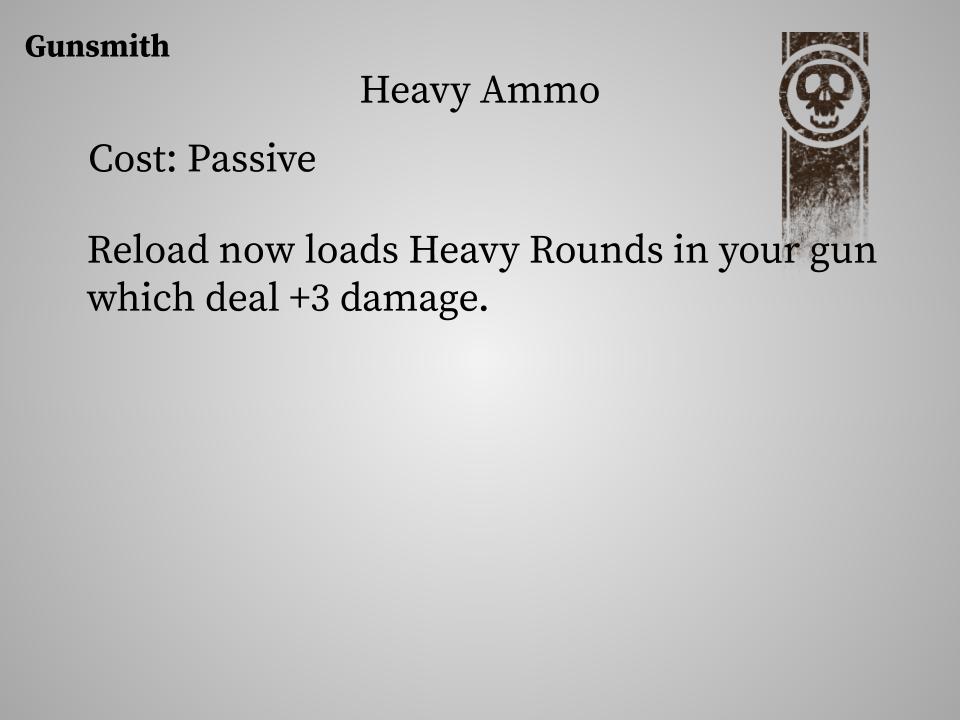 Gunsmith
Heavy Ammo
Cost: Passive
Reload now loads Heavy Rounds in your gun
which deal +3 damage.